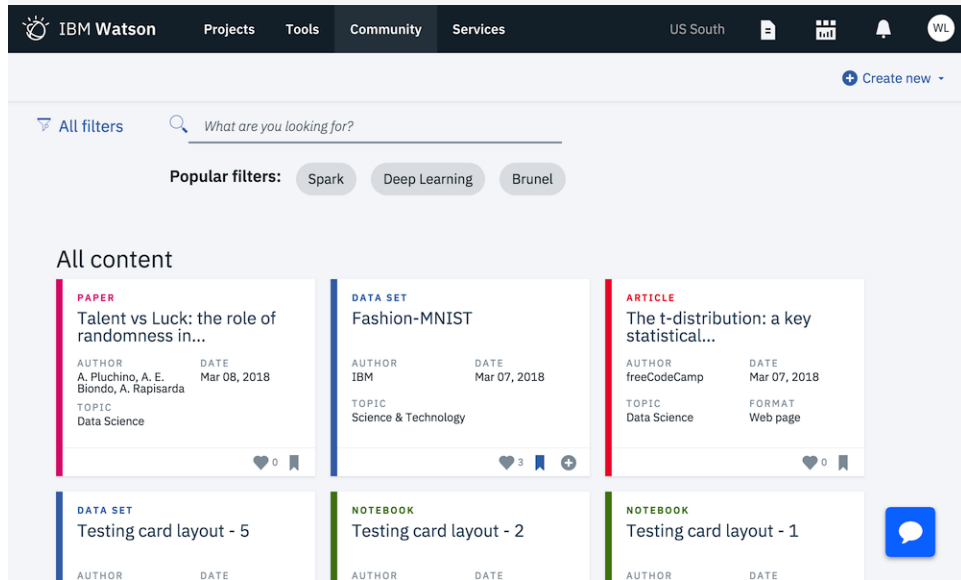 IBM Watson Projects Tools Community Services US South WL
Create new
All filters What are you looking for?
Popular filters: Spark Deep Learning Brunel
All content
PAPER
Talent vs Luck: the role of
randomness in...
AUTHOR DATE
A. Pluchino, A. E. Mar 08, 2018
Biondo, A. Rapisarda
TOPIC
Data Science
0
DATA SET
Fashion-MNIST
AUTHOR DATE
IBM Mar 07, 2018
TOPIC
Science & Technology
3
ARTICLE
The t-distribution: a key
statistical...
AUTHOR DATE
freeCodeCamp Mar 07, 2018
TOPIC FORMAT
Data Science Web page
0
DATA SET
Testing card layout - 5
AUTHOR DATE
NOTEBOOK
Testing card layout - 2
AUTHOR DATE
NOTEBOOK
Testing card layout - 1
AUTHOR DATE